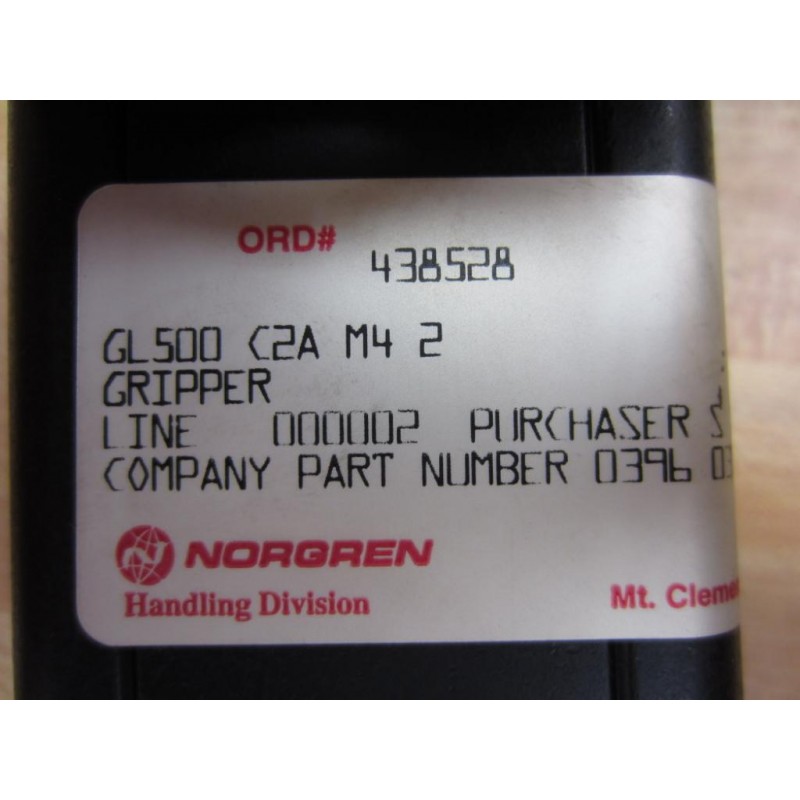 ORD# 438528
GL500 C2A M4 2
GRIPPER
LINE 000002 PURCHASER
COMPANY PART NUMBER 0396
NORGREN
Handling Division Mt.